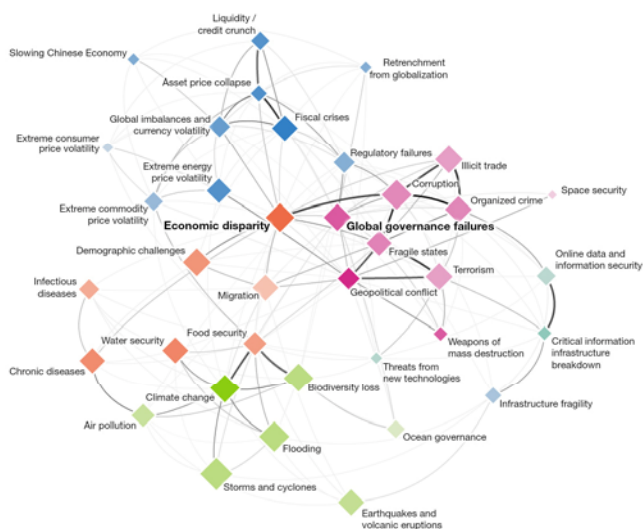 Liquidity /
credit crunch
Slowing Chinese Economy
Retrenchment
from globalization
Asset price collapse
Global imbalances and
currency volatility
Fiscal crises
Extreme consumer
price volatility
Regulatory failures
Illicit trade
Extreme energy
price volatility
Corruption
Organized crime
Space security
Extreme commodity
price volatility
Economic disparity
Global governance failures
Demographic challenges
Fragile states
Online data and
information security
Infectious
diseases
Migration
Geopolitical conflict
Terrorism
Water security
Food security
Weapons of
mass destruction
Critical information
infrastructure
breakdown
Chronic diseases
Threats from
new technologies
Climate change
Biodiversity loss
Infrastructure fragility
Air pollution
Flooding
Ocean governance
Storms and cyclones
Earthquakes and
volcanic eruptions